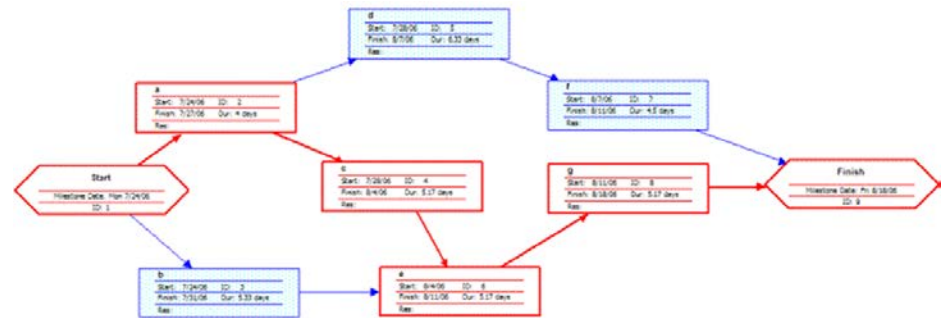 d
Start: 7/28/06 ID: 5
Finish: 8/7/06 Dur: 6.33 days
Res:
a
Start: 7/24/06 ID: 2
Finish: 7/27/06 Dur: 4 days
Res:
f
Start: 8/7/06 ID: 7
Finish: 8/11/06 Dur: 4.5 days
Res:
Start
Milestone Date: Mon 7/24/06
ID: 1
c
Start: 7/28/06 ID: 4
Finish: 8/4/06 Dur: 5.17 days
Res:
g
Start: 8/11/06 ID: 8
Finish: 8/18/06 Dur: 5.17 days
Res:
Finish
Milestone Date: Fri 8/18/06
ID: 9
b
Start: 7/24/06 ID: 3
Finish: 7/31/06 Dur: 5.33 days
Res:
e
Start: 8/4/06 ID: 6
Finish: 8/11/06 Dur: 5.17 days
Res: